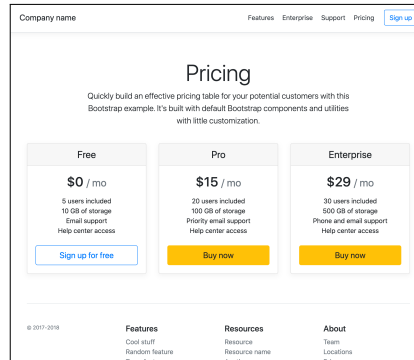 Company name
Features Enterprise Support Pricing Sign up
Pricing
Quickly build an effective pricing table for your potential customers with this
Bootstrap example. It's built with default Bootstrap components and utilities
with little customization.
Free
$0 / mo
5 users included
10 GB of storage
Email support
Help center access
Sign up for free
Pro
$15 / mo
20 users included
100 GB of storage
Priority email support
Help center access
Buy now
Enterprise
$29 / mo
30 users included
500 GB of storage
Phone and email support
Help center access
Buy now
© 2017-2018
Features
Cool stuff
Random feature
Resources
Resource
Resource name
About
Team
Locations